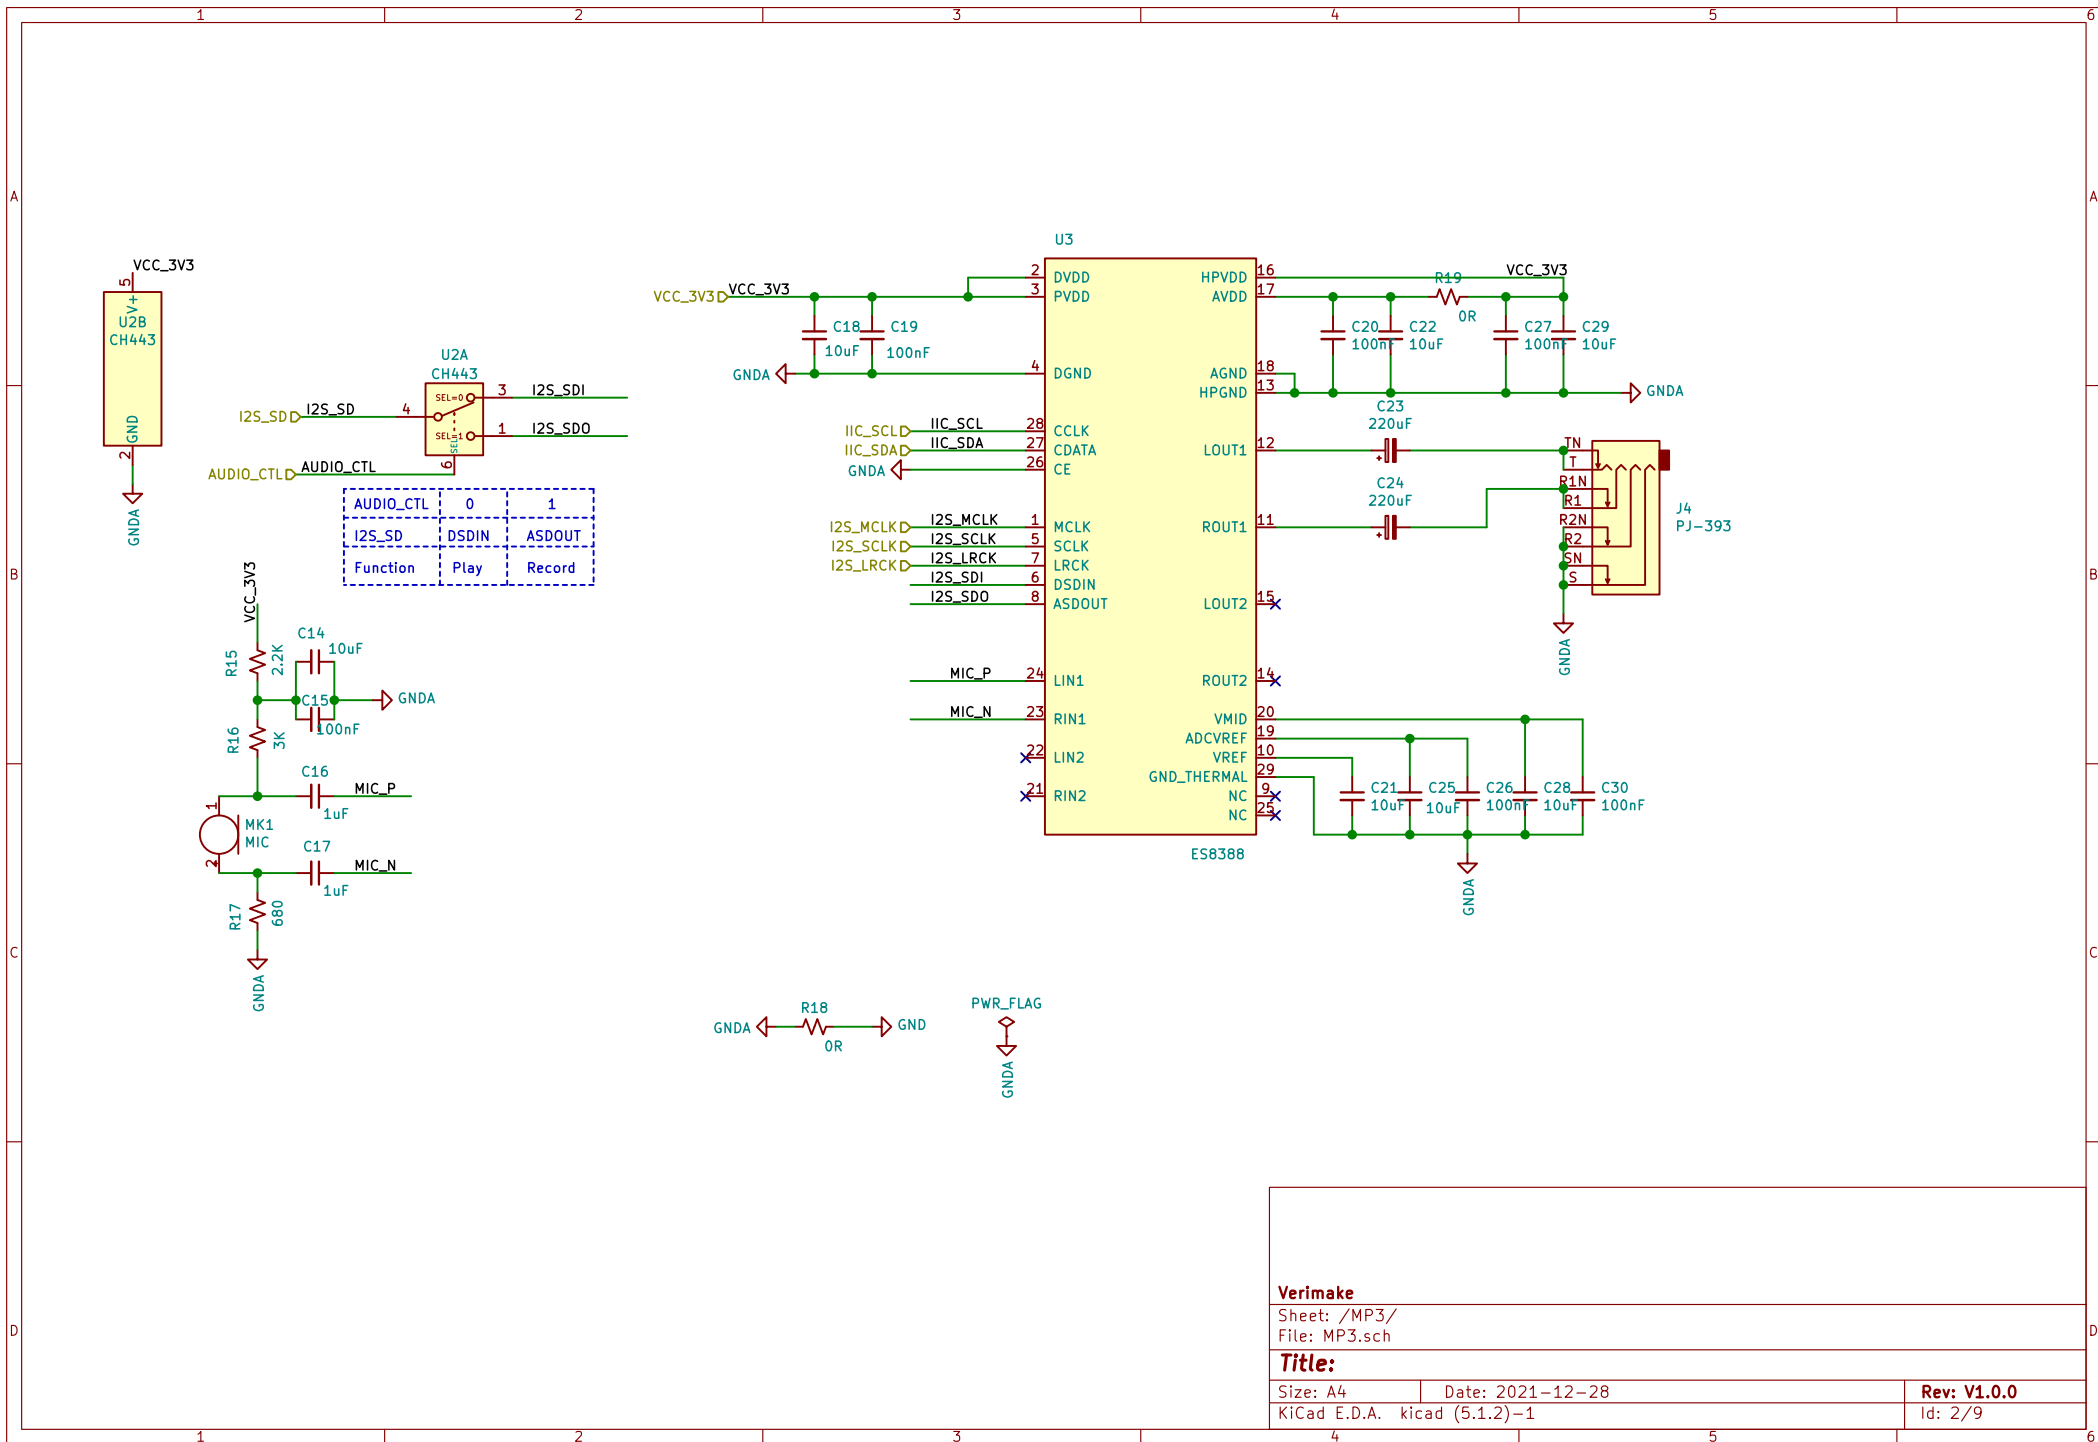 1 2 3 4 5 6
A A
B B
C C
D D
VCC_3V3
5
V+
U2B
CH443
GND
2
GNDA
U2A
CH443
I2S_SD I2S_SD 4
SEL=0 3 I2S_SDI
SEL=1 1 I2S_SDO
SEL
6
AUDIO_CTL AUDIO_CTL
AUDIO_CTL 0 1
I2S_SD DSDIN ASDOUT
Function Play Record
VCC_3V3
R15 2.2K
C14 10uF
C15 100nF
GNDA
R16 3K
C16
1uF
MIC_P
1
MK1
MIC
2
C17
1uF
MIC_N
R17 680
GNDA
U3
VCC_3V3 VCC_3V3
C18 10uF
C19 100nF
GNDA
2 DVDD
3 PVDD
4 DGND
IIC_SCL IIC_SCL 28 CCLK
IIC_SDA IIC_SDA 27 CDATA
GNDA 26 CE
I2S_MCLK I2S_MCLK 1 MCLK
I2S_SCLK I2S_SCLK 5 SCLK
I2S_LRCK I2S_LRCK 7 LRCK
I2S_SDI 6 DSDIN
I2S_SDO 8 ASDOUT
MIC_P 24 LIN1
MIC_N 23 RIN1
22 LIN2
21 RIN2
HPVDD 16 VCC_3V3
AVDD 17
R19
0R
C20 100nF
C22 10uF
C27 100nF
C29 10uF
AGND 18
HPGND 13
GNDA
C23
220uF
LOUT1 12
C24
220uF
ROUT1 11
LOUT2 15
ROUT2 14
VMID 20
ADCVREF 19
VREF 10
GND_THERMAL 29
NC 9
NC 25
ES8388
TN
T
R1N
R1
R2N
R2
SN
S
J4
PJ-393
GNDA
C21 10uF
C25 10uF
C26 100nF
C28 10uF
C30 100nF
GNDA
GNDA R18 GND
0R
PWR_FLAG
GNDA
Verimake
Sheet: /MP3/
File: MP3.sch
Title:
Size: A4 Date: 2021-12-28 Rev: V1.0.0
KiCad E.D.A. kicad (5.1.2)-1 Id: 2/9
1 2 3 4 5 6